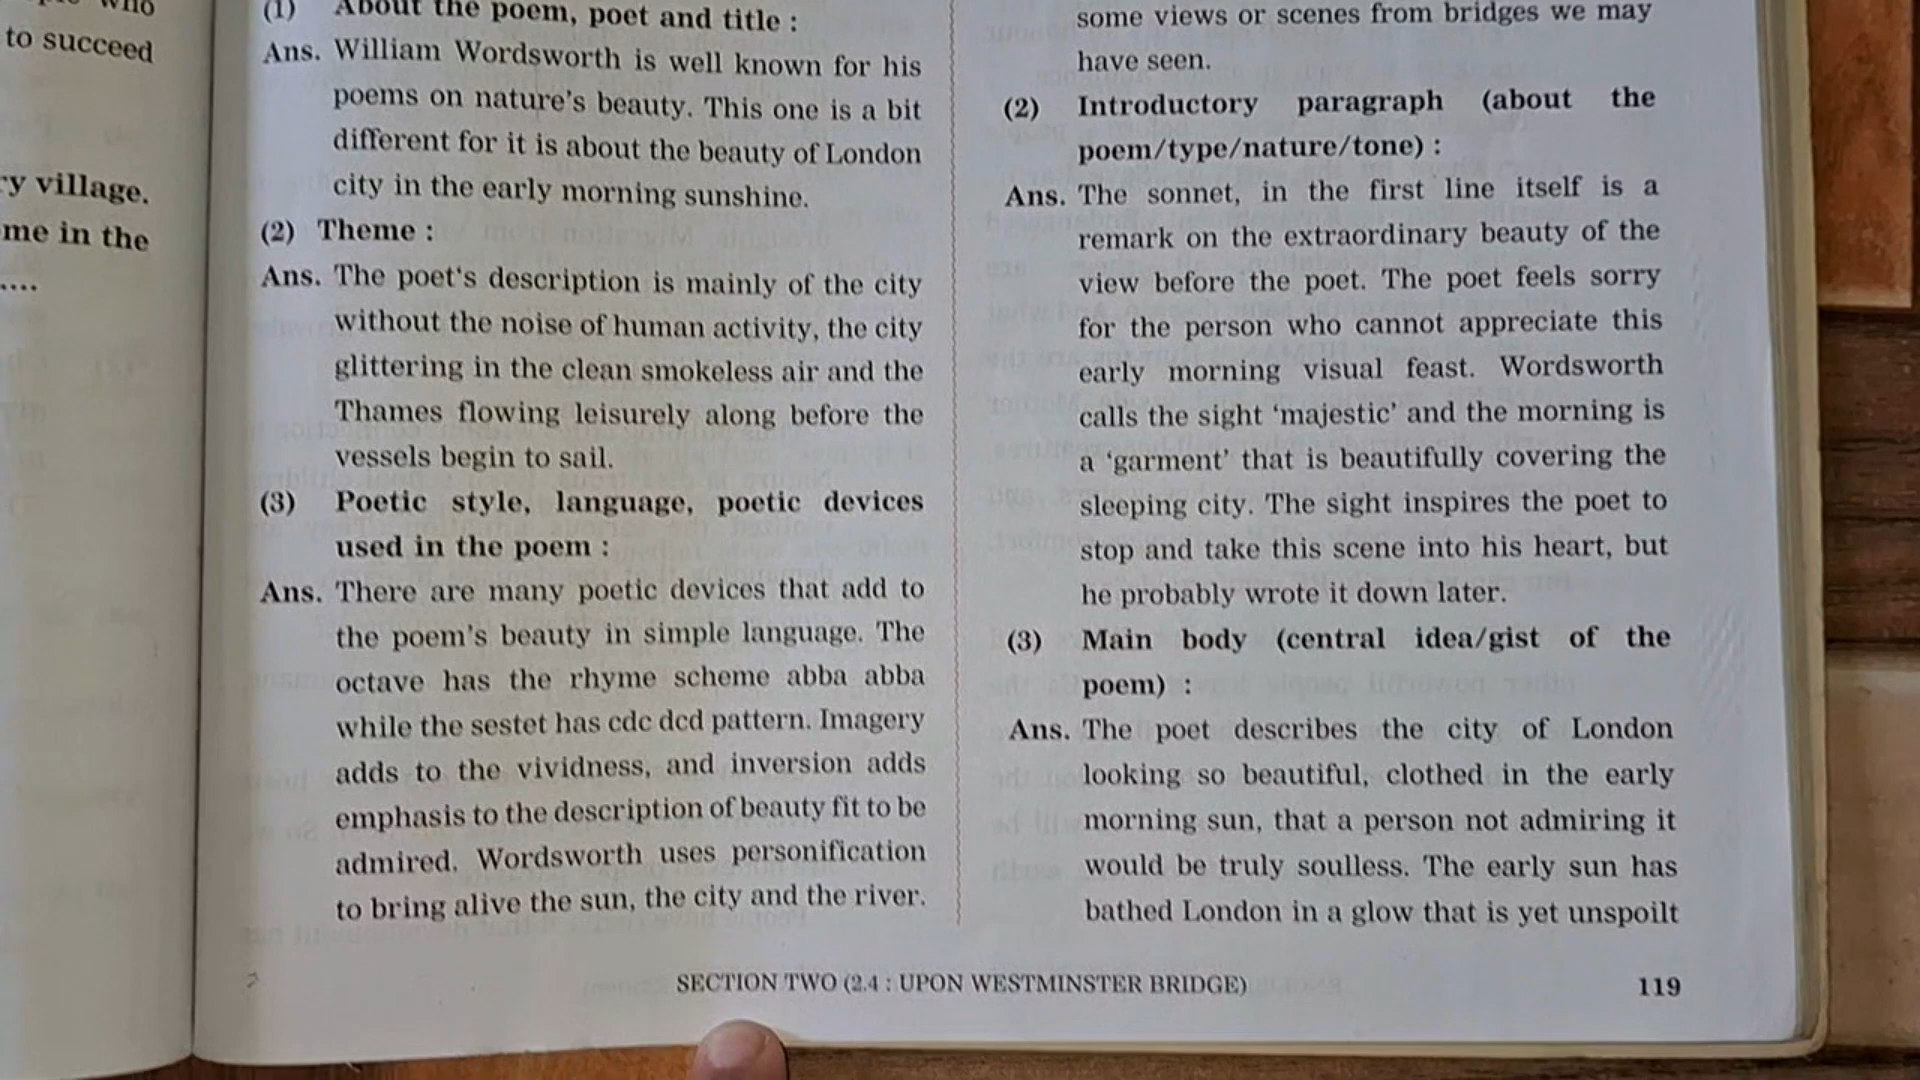 to succeed
village.
me in the
....
(1) About the poem, poet and title :
Ans. William Wordsworth is well known for his
poems on nature's beauty. This one is a bit
different for it is about the beauty of London
city in the early morning sunshine.
(2) Theme :
Ans. The poet‘s description is mainly of the city
without the noise of human activity, the city
glittering in the clean smokeless air and the
Thames flowing leisurely along before the
vessels begin to sail.
(3) Poetic style, language, poetic devices
used in the poem :
Ans. There are many poetic devices that add to
the poem's beauty in simple language. The
octave has the rhyme scheme abba abba
while the sestet has cdc dcd pattern. Imagery
adds to the vividness, and inversion adds
emphasis to the description of beauty fit to be
admired. Wordsworth uses personification
to bring alive the sun, the city and the river.
some views or scenes from bridges we may
have seen.
(2) Introductory paragraph (about the
poem/type/nature/tone) :
Ans. The sonnet, in the first line itself is a
remark on the extraordinary beauty of the
view before the poet. The poet feels sorry
for the person who cannot appreciate this
early morning visual feast. Wordsworth
calls the sight ‘majestic’ and the morning is
a ‘garment’ that is beautifully covering the
sleeping city. The sight inspires the poet to
stop and take this scene into his heart, but
he probably wrote it down later.
(3) Main body (central idea/gist of the
poem) :
Ans. The poet describes the city of London
looking so beautiful, clothed in the early
morning sun, that a person not admiring it
would be truly soulless. The early sun has
bathed London in a glow that is yet unspoilt
SECTION TWO (2.4 : UPON WESTMINSTER BRIDGE)
119